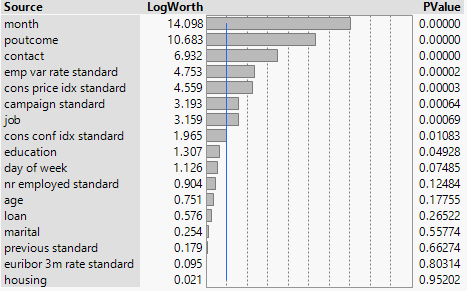 Source LogWorth PValue
month 14.098 0.00000
poutcome 10.683 0.00000
contact 6.932 0.00000
emp var rate standard 4.753 0.00002
cons price idx standard 4.559 0.00003
campaign standard 3.193 0.00064
job 3.159 0.00069
cons conf idx standard 1.965 0.01083
education 1.307 0.04928
day of week 1.126 0.07485
nr employed standard 0.904 0.12484
age 0.751 0.17755
loan 0.576 0.26522
marital 0.254 0.55774
previous standard 0.179 0.66274
euribor 3m rate standard 0.095 0.80314
housing 0.021 0.95202